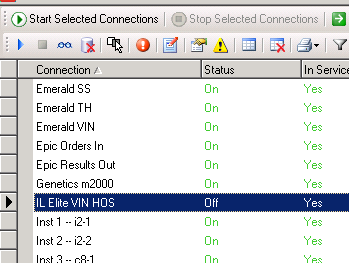 Start Selected Connections Stop Selected Connections
Connection Status In Service
Emerald SS On Yes
Emerald TH On Yes
Emerald VIN On Yes
Epic Orders In On Yes
Epic Results Out On Yes
Genetics m2000 On Yes
IL Elite VIN HOS Off Yes
Inst 1 -- i2-1 On Yes
Inst 2 -- i2-2 On Yes
Inst 3 -- c8-1 On Yes